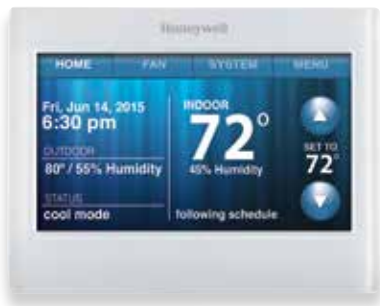 Honeywell
HOME FAN SYSTEM MENU
Fri, Jun 14, 2015
6:30 pm
OUTDOOR
80° / 55% Humidity
STATUS
cool mode
INDOOR
72°
45% Humidity
following schedule
SET TO
72°